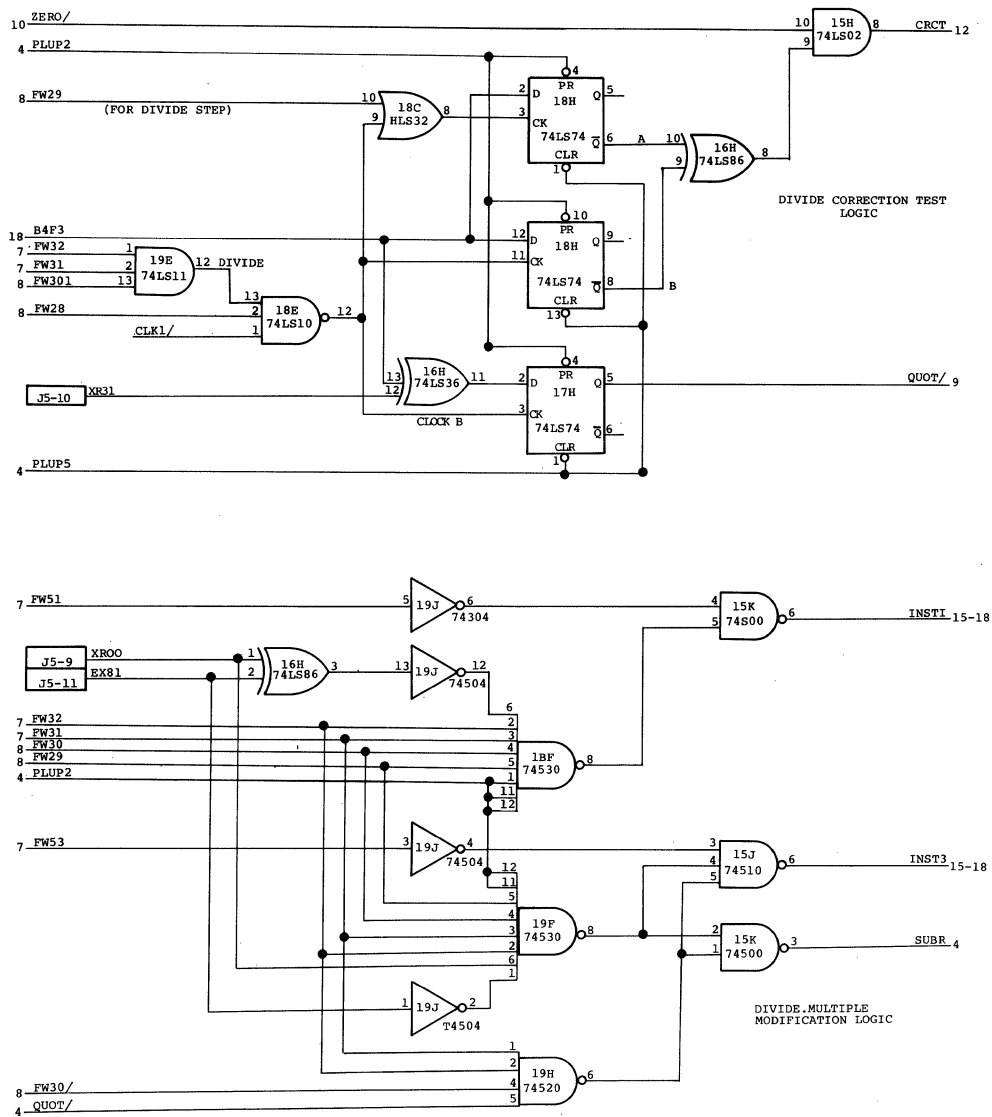 10 ZERO/
10 15H 8 CRCT 12
74LS02
9
4 PLUP2
4
PR
2 D 18H Q 5
8 FW29 10 18C 8 3 CK
(FOR DIVIDE STEP) 9 HLS32
74LS74 Q 6 A 10 16H 8
CLR 9 74LS86
1
DIVIDE CORRECTION TEST
LOGIC
10
PR
18 B4F3 12 D 18H Q 9
7 FW32 1 11 CK
7 FW31 2 19E 12 DIVIDE
8 FW301 13 74LS11
74LS74 Q 8 B
CLR
13
8 FW28 13 18E 12
2 74LS10
CLK1/ 1
4
PR
13 16H 11 2 D 17H Q 5 QUOT/ 9
12 74LS36
J5-10 XR31
CLOCK B 3 CK
74LS74 Q 6
CLR
1
4 PLUP5
7 FW51 5 19J 6 4 15K 6 INSTI 15-18
74304 5 74S00
J5-9 XROO 1 16H 3 13 19J 12
J5-11 EX81 2 74LS86 74504
6
7 FW32 2
7 FW31 3
8 FW30 4 1BF 8
8 FW29 5 74530
4 PLUP2 1
11
12
7 FW53 3 19J 4 3 15J 6 INST3 15-18
74504 4 74510
5
12
11
5
4 19F 8
3 74530
2
6
1
2 15K 3 SUBR 4
1 74500
1 19J 2
T4504
DIVIDE.MULTIPLE
MODIFICATION LOGIC
1
2 19H 6
8 FW30/ 4 74520
4 QUOT/ 5